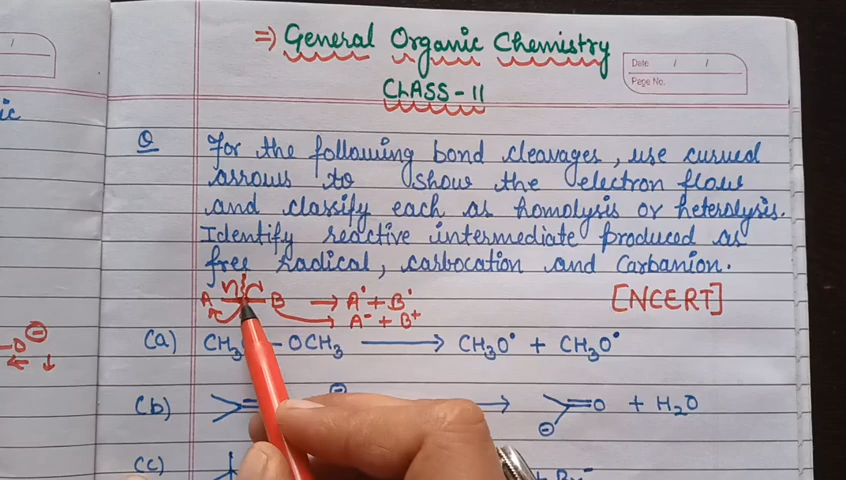 ic
⇒ General Organic Chemistry
CLASS-11
Date / /
Page No.
Q For the following bond cleavages, use curved
arrows to show the electron flow
and classify each as homolysis or heterolysis.
Identify reactive intermediate produced as
free radical, carbocation and Carbanion.
A B → A• + B• [NCERT]
A⁻ + B⁺
(a) CH₃ - OCH₃ → CH₃O• + CH₃O•
(b) = ⊖ → =O + H₂O
⊖
(c)